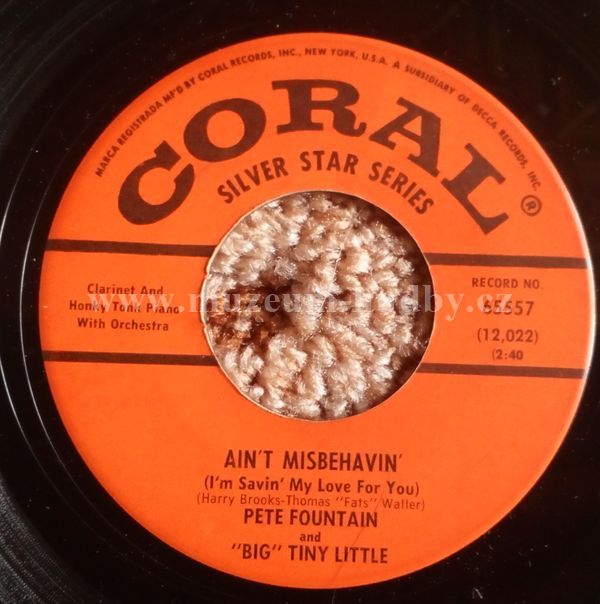 MARCA REGISTRADA MF'D BY CORAL RECORDS, INC., NEW YORK, U.S.A. A SUBSIDIARY OF DECCA RECORDS, INC.
CORAL®
SILVER STAR SERIES
Clarinet And
Honky Tonk Piano
With Orchestra
RECORD NO.
65557
(12,022)
(2:40
www.muzeum-hudby.cz
AIN'T MISBEHAVIN'
(I'm Savin' My Love For You)
(Harry Brooks-Thomas "Fats" Waller)
PETE FOUNTAIN
and
"BIG" TINY LITTLE